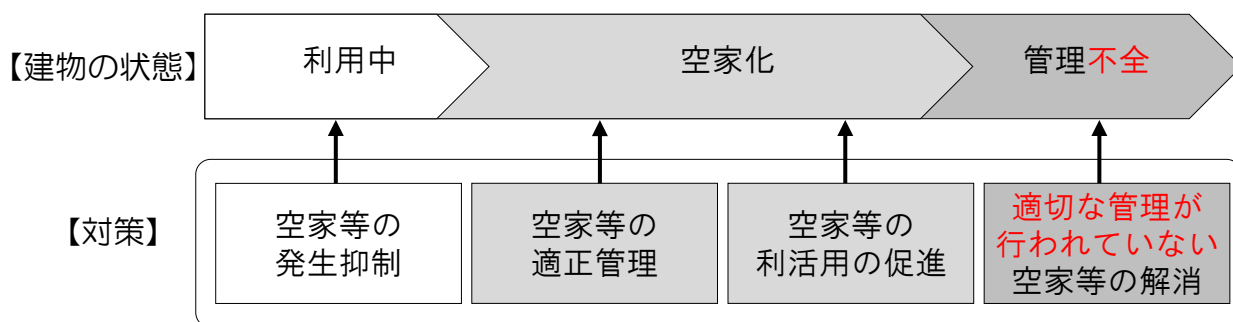 【建物の状態】
利用中
空家化
管理不全
【対策】
空家等の
発生抑制
空家等の
適正管理
空家等の
利活用の促進
適切な管理が
行われていない
空家等の解消